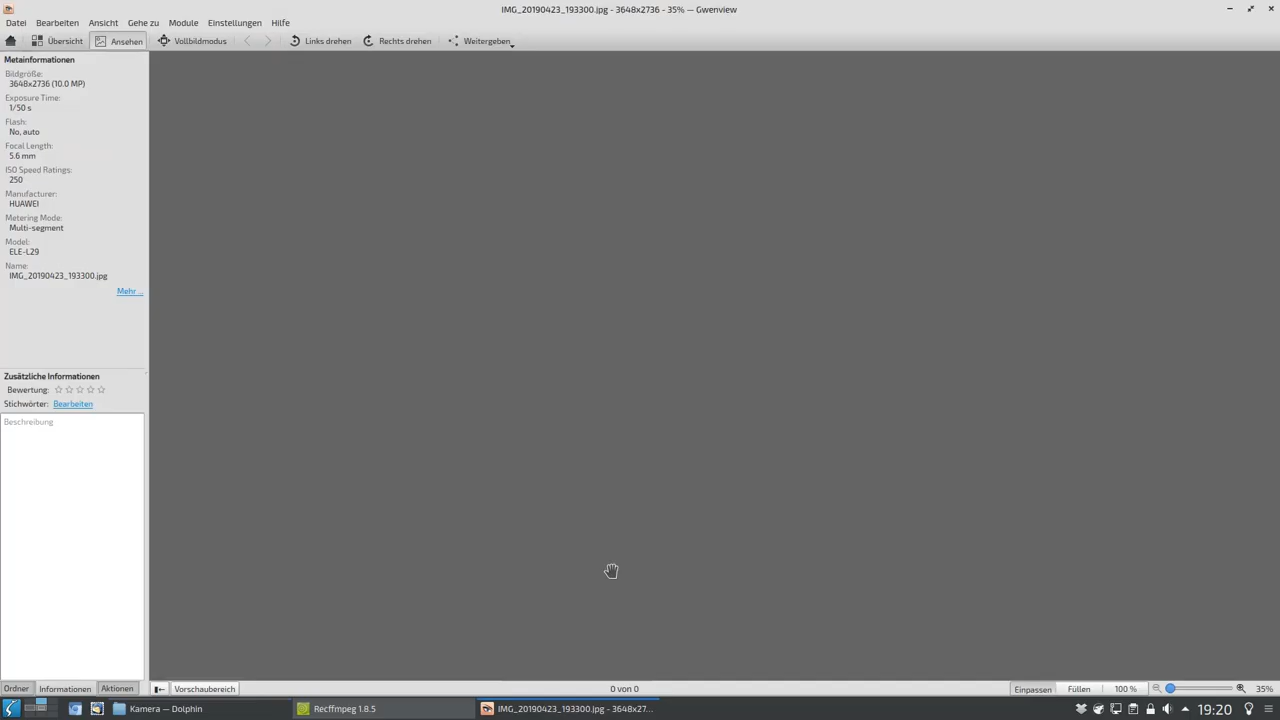 IMG_20190423_193300.jpg - 3648x2736 - 35% — Gwenview
Datei Bearbeiten Ansicht Gehe zu Module Einstellungen Hilfe
Übersicht Ansehen Vollbildmodus Links drehen Rechts drehen Weitergeben
Metainformationen
Bildgröße:
3648x2736 (10.0 MP)
Exposure Time:
1/50 s
Flash:
No, auto
Focal Length:
5.6 mm
ISO Speed Ratings:
250
Manufacturer:
HUAWEI
Metering Mode:
Multi-segment
Model:
ELE-L29
Name:
IMG_20190423_193300.jpg
Mehr ...
Zusätzliche Informationen
Bewertung:
Stichwörter: Bearbeiten
Beschreibung
Ordner Informationen Aktionen Vorschaubereich 0 von 0 Einpassen Füllen 100 % 35%
Kamera — Dolphin Recffmpeg 1.8.5 IMG_20190423_193300.jpg - 3648x27... 19:20